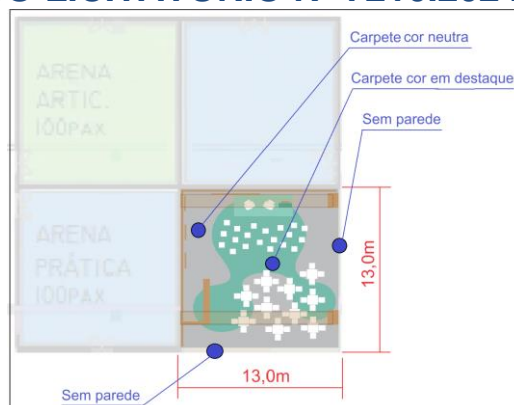 Carpete cor neutra
Carpete cor em destaque
Sem parede
ARENA
ARTIC.
100PAX
ARENA
PRÁTICA
100PAX
13,0m
13,0m
Sem parede